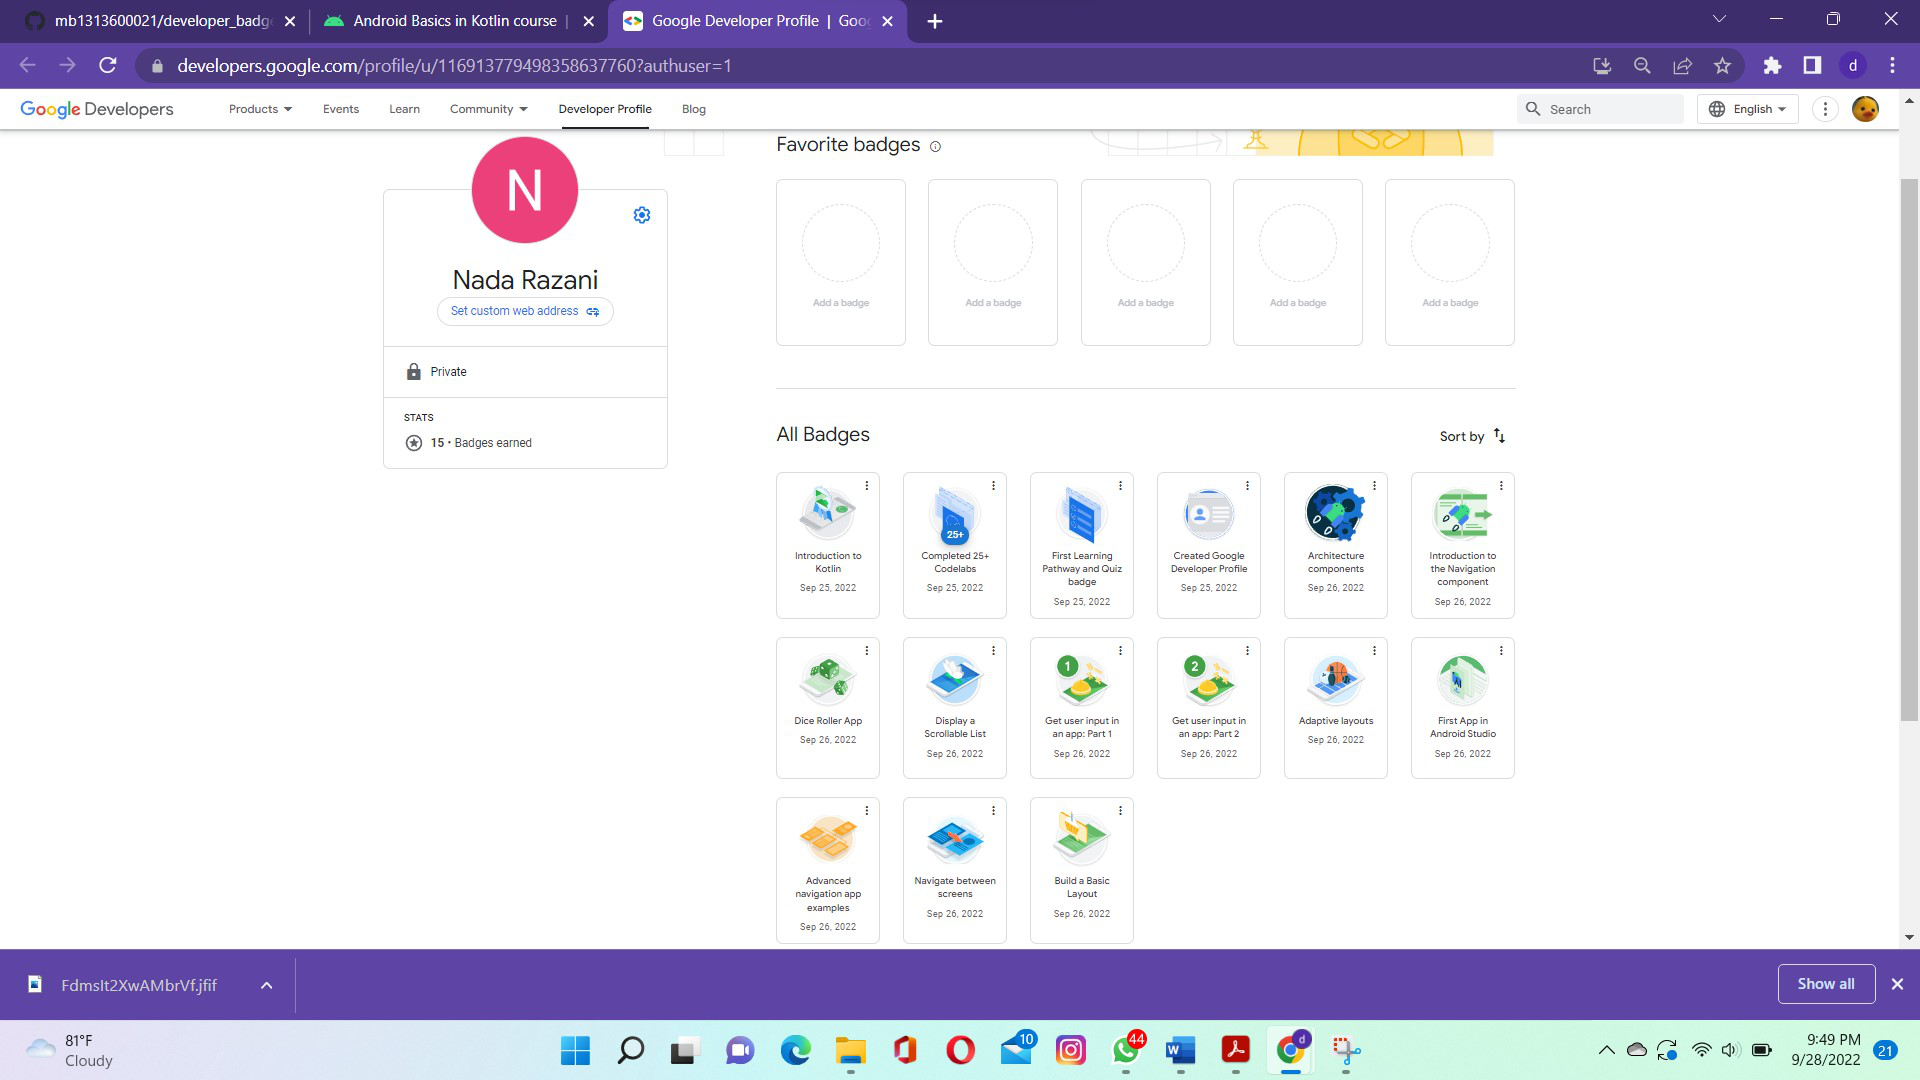 mb1313600021/developer_badge
Android Basics in Kotlin course |
Google Developer Profile | Goo
developers.google.com/profile/u/116913779498358637760?authuser=1
d
Google Developers
Products
Events
Learn
Community
Developer Profile
Blog
Search
English
N
Nada Razani
Set custom web address
Private
STATS
15 • Badges earned
Favorite badges
Add a badge
Add a badge
Add a badge
Add a badge
Add a badge
All Badges
Sort by
Introduction to
Kotlin
Sep 25, 2022
25+
Completed 25+
Codelabs
Sep 25, 2022
First Learning
Pathway and Quiz
badge
Sep 25, 2022
Created Google
Developer Profile
Sep 25, 2022
Architecture
components
Sep 26, 2022
Introduction to
the Navigation
component
Sep 26, 2022
Dice Roller App
Sep 26, 2022
Display a
Scrollable List
Sep 26, 2022
1
Get user input in
an app: Part 1
Sep 26, 2022
2
Get user input in
an app: Part 2
Sep 26, 2022
Adaptive layouts
Sep 26, 2022
First App in
Android Studio
Sep 26, 2022
Advanced
navigation app
examples
Sep 26, 2022
Navigate between
screens
Sep 26, 2022
Build a Basic
Layout
Sep 26, 2022
FdmsIt2XwAMbrVf.jfif
Show all
81°F
Cloudy
10
44
W
d
9:49 PM
9/28/2022
21